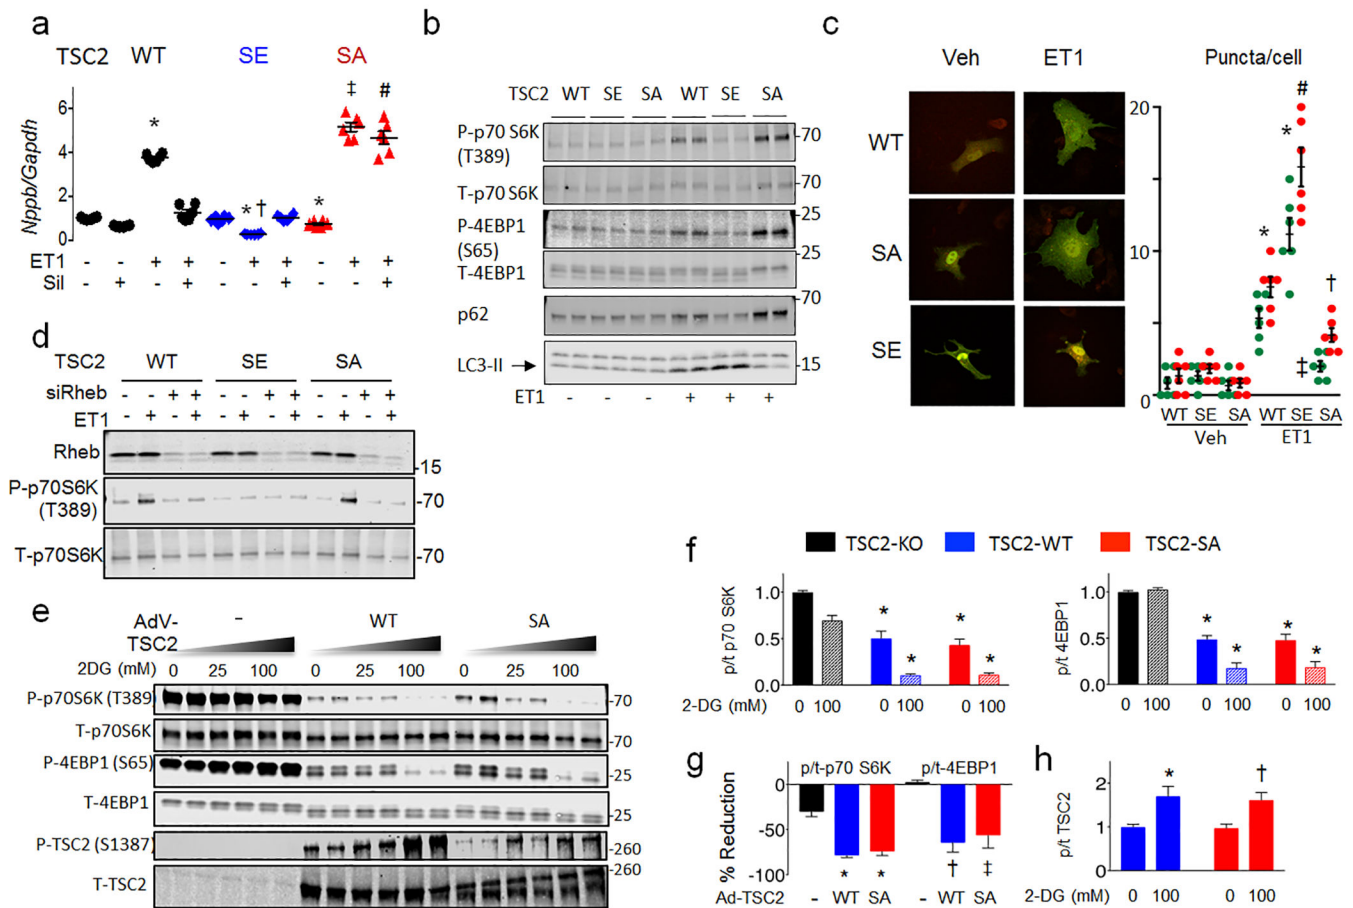 a
TSC2 WT SE SA
Nppb/Gapdh
6
4
2
1
0
* * † * ‡ #
ET1 - - + + - + + - + +
Sil - + - + - - + - - +
b
TSC2 WT SE SA WT SE SA
P-p70 S6K
(T389)
-70
T-p70 S6K
-70
P-4EBP1
(S65)
-25
T-4EBP1
-25
p62
-70
LC3-II
-15
ET1 - - - + + +
c
Veh ET1
WT
SA
SE
Puncta/cell
20
10
0
* * # ‡ †
WT SE SA WT SE SA
Veh ET1
d
TSC2 WT SE SA
siRheb - - + + - - + + - - + +
ET1 - + - + - + - + - + - +
Rheb
-15
P-p70S6K
(T389)
-70
T-p70S6K
-70
e
AdV-
TSC2
- WT SA
2DG (mM) 0 25 100 0 25 100 0 25 100
P-p70S6K (T389)
-70
T-p70S6K
-70
P-4EBP1 (S65)
-25
T-4EBP1
-25
P-TSC2 (S1387)
-260
T-TSC2
-260
f
TSC2-KO TSC2-WT TSC2-SA
p/t p70 S6K
1.0
0.5
0.0
* * * *
2-DG (mM) 0 100 0 100 0 100
p/t 4EBP1
1.0
0.5
0.0
* * * *
0 100 0 100 0 100
g
p/t-p70 S6K p/t-4EBP1
% Reduction
0
-50
-100
* * † ‡
Ad-TSC2 - WT SA - WT SA
h
p/t TSC2
2
1
0
* †
2-DG (mM) 0 100 0 100